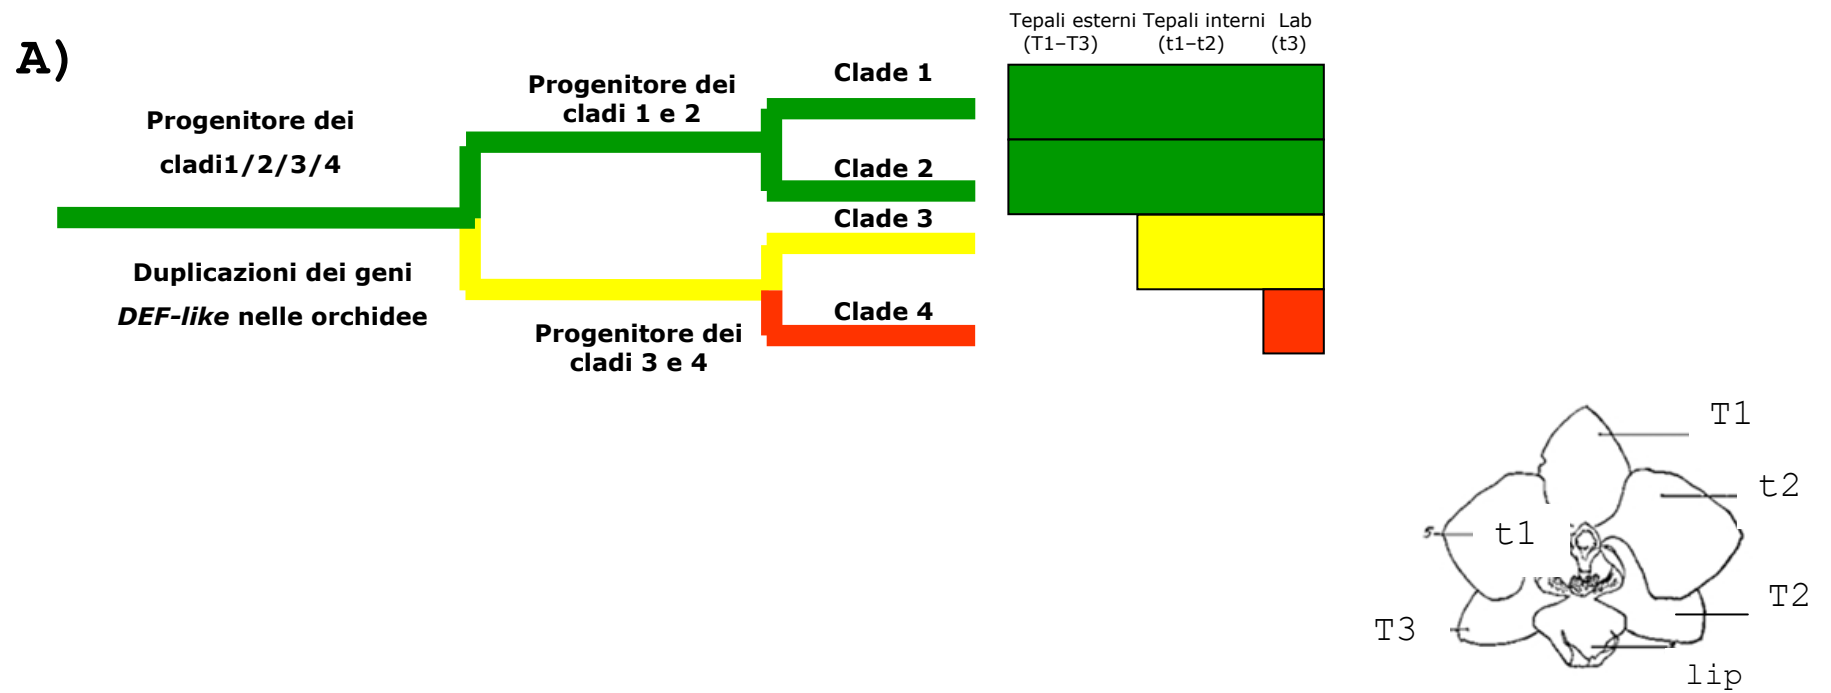 A)
Progenitore dei
cladi1/2/3/4
Duplicazioni dei geni
DEF-like nelle orchidee
Progenitore dei
cladi 1 e 2
Progenitore dei
cladi 3 e 4
Clade 1
Clade 2
Clade 3
Clade 4
Tepali esterni Tepali interni Lab
(T1–T3) (t1–t2) (t3)
T1
t2
5
t1
T2
T3
lip